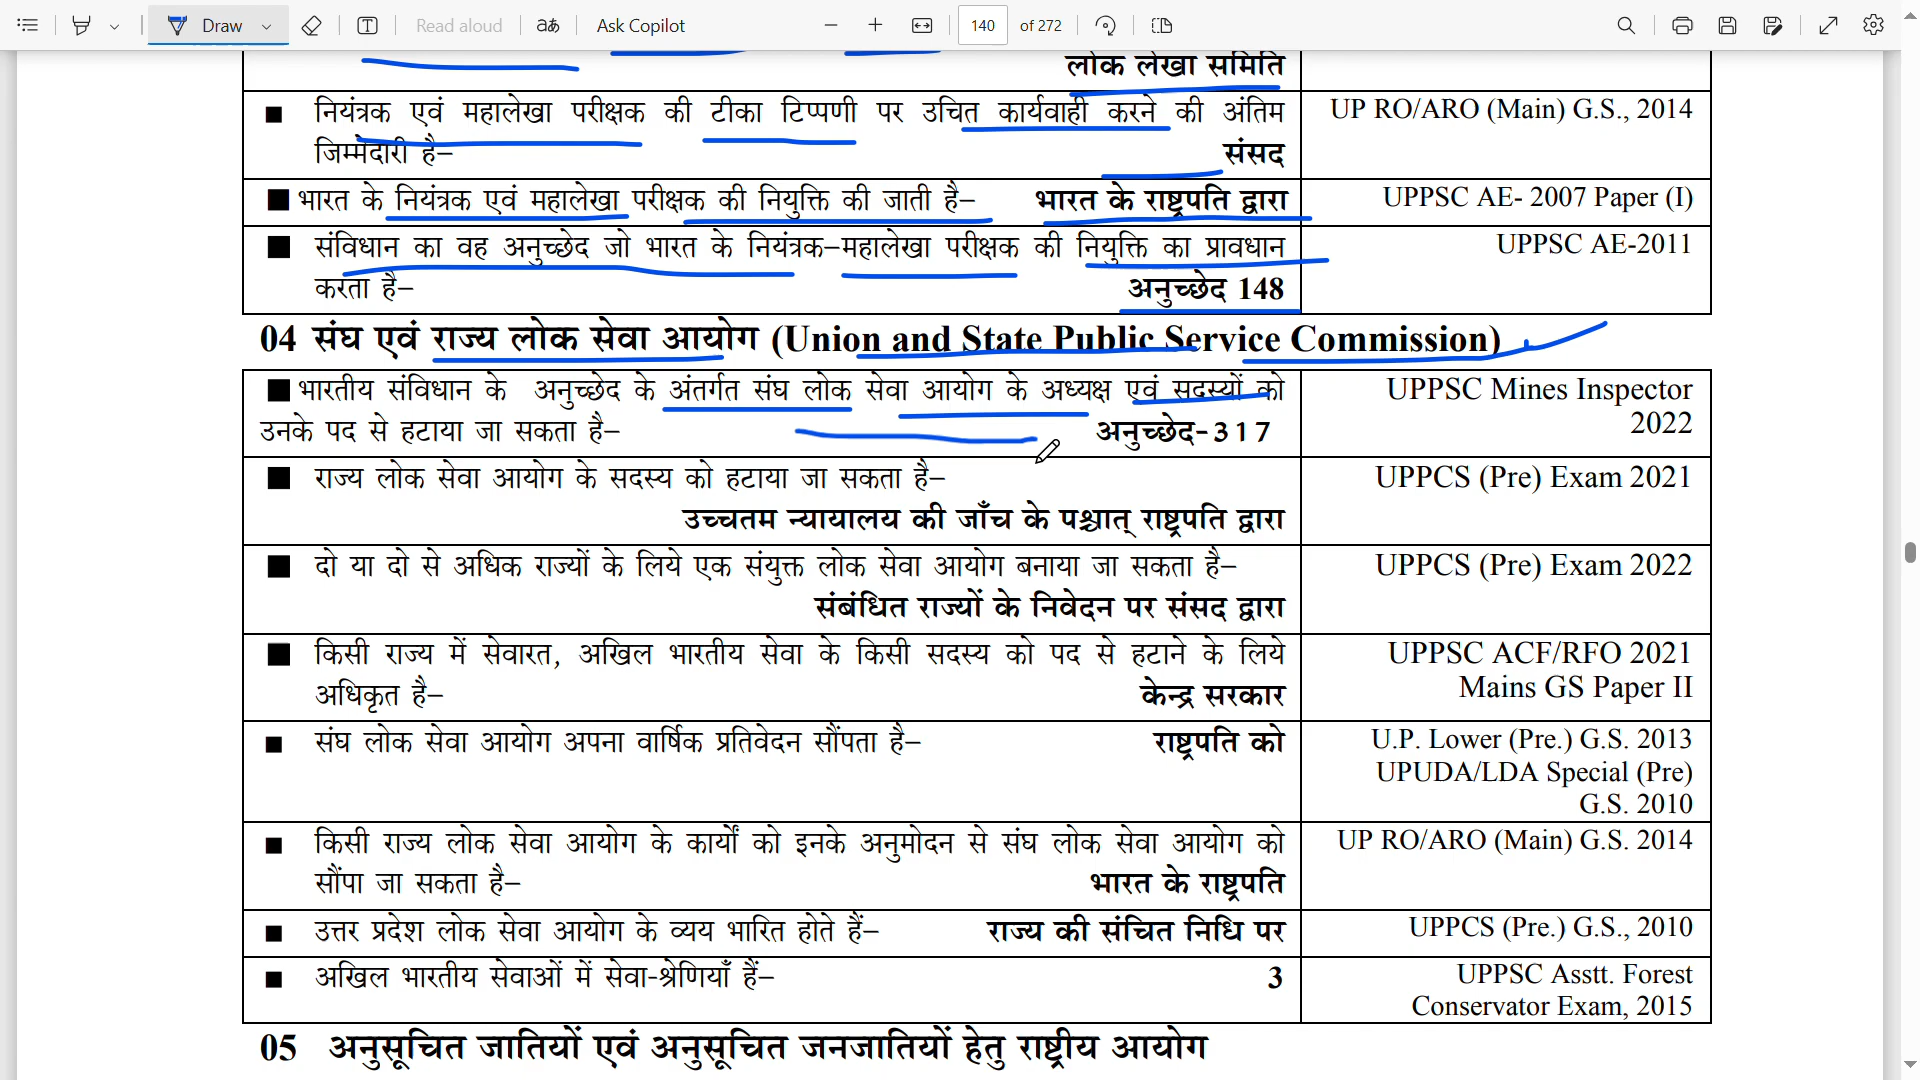 Draw
Read aloud
aあ
Ask Copilot
140 of 272
लोक लेखा समिति
■ नियंत्रक एवं महालेखा परीक्षक की टीका टिप्पणी पर उचित कार्यवाही करने की अंतिम
जिम्मेदारी है– संसद
UP RO/ARO (Main) G.S., 2014
■ भारत के नियंत्रक एवं महालेखा परीक्षक की नियुक्ति की जाती है– भारत के राष्ट्रपति द्वारा
UPPSC AE- 2007 Paper (I)
■ संविधान का वह अनुच्छेद जो भारत के नियंत्रक–महालेखा परीक्षक की नियुक्ति का प्रावधान
करता है– अनुच्छेद 148
UPPSC AE-2011
04 संघ एवं राज्य लोक सेवा आयोग (Union and State Public Service Commission)
■ भारतीय संविधान के अनुच्छेद के अंतर्गत संघ लोक सेवा आयोग के अध्यक्ष एवं सदस्यों को
उनके पद से हटाया जा सकता है– अनुच्छेद-317
UPPSC Mines Inspector
2022
■ राज्य लोक सेवा आयोग के सदस्य को हटाया जा सकता है–
उच्चतम न्यायालय की जाँच के पश्चात् राष्ट्रपति द्वारा
UPPCS (Pre) Exam 2021
■ दो या दो से अधिक राज्यों के लिये एक संयुक्त लोक सेवा आयोग बनाया जा सकता है–
संबंधित राज्यों के निवेदन पर संसद द्वारा
UPPCS (Pre) Exam 2022
■ किसी राज्य में सेवारत, अखिल भारतीय सेवा के किसी सदस्य को पद से हटाने के लिये
अधिकृत है– केन्द्र सरकार
UPPSC ACF/RFO 2021
Mains GS Paper II
■ संघ लोक सेवा आयोग अपना वार्षिक प्रतिवेदन सौंपता है– राष्ट्रपति को
U.P. Lower (Pre.) G.S. 2013
UPUDA/LDA Special (Pre)
G.S. 2010
■ किसी राज्य लोक सेवा आयोग के कार्यों को इनके अनुमोदन से संघ लोक सेवा आयोग को
सौंपा जा सकता है– भारत के राष्ट्रपति
UP RO/ARO (Main) G.S. 2014
■ उत्तर प्रदेश लोक सेवा आयोग के व्यय भारित होते हैं– राज्य की संचित निधि पर
UPPCS (Pre.) G.S., 2010
■ अखिल भारतीय सेवाओं में सेवा-श्रेणियाँ हैं– 3
UPPSC Asstt. Forest
Conservator Exam, 2015
05 अनुसूचित जातियों एवं अनुसूचित जनजातियों हेतु राष्ट्रीय आयोग